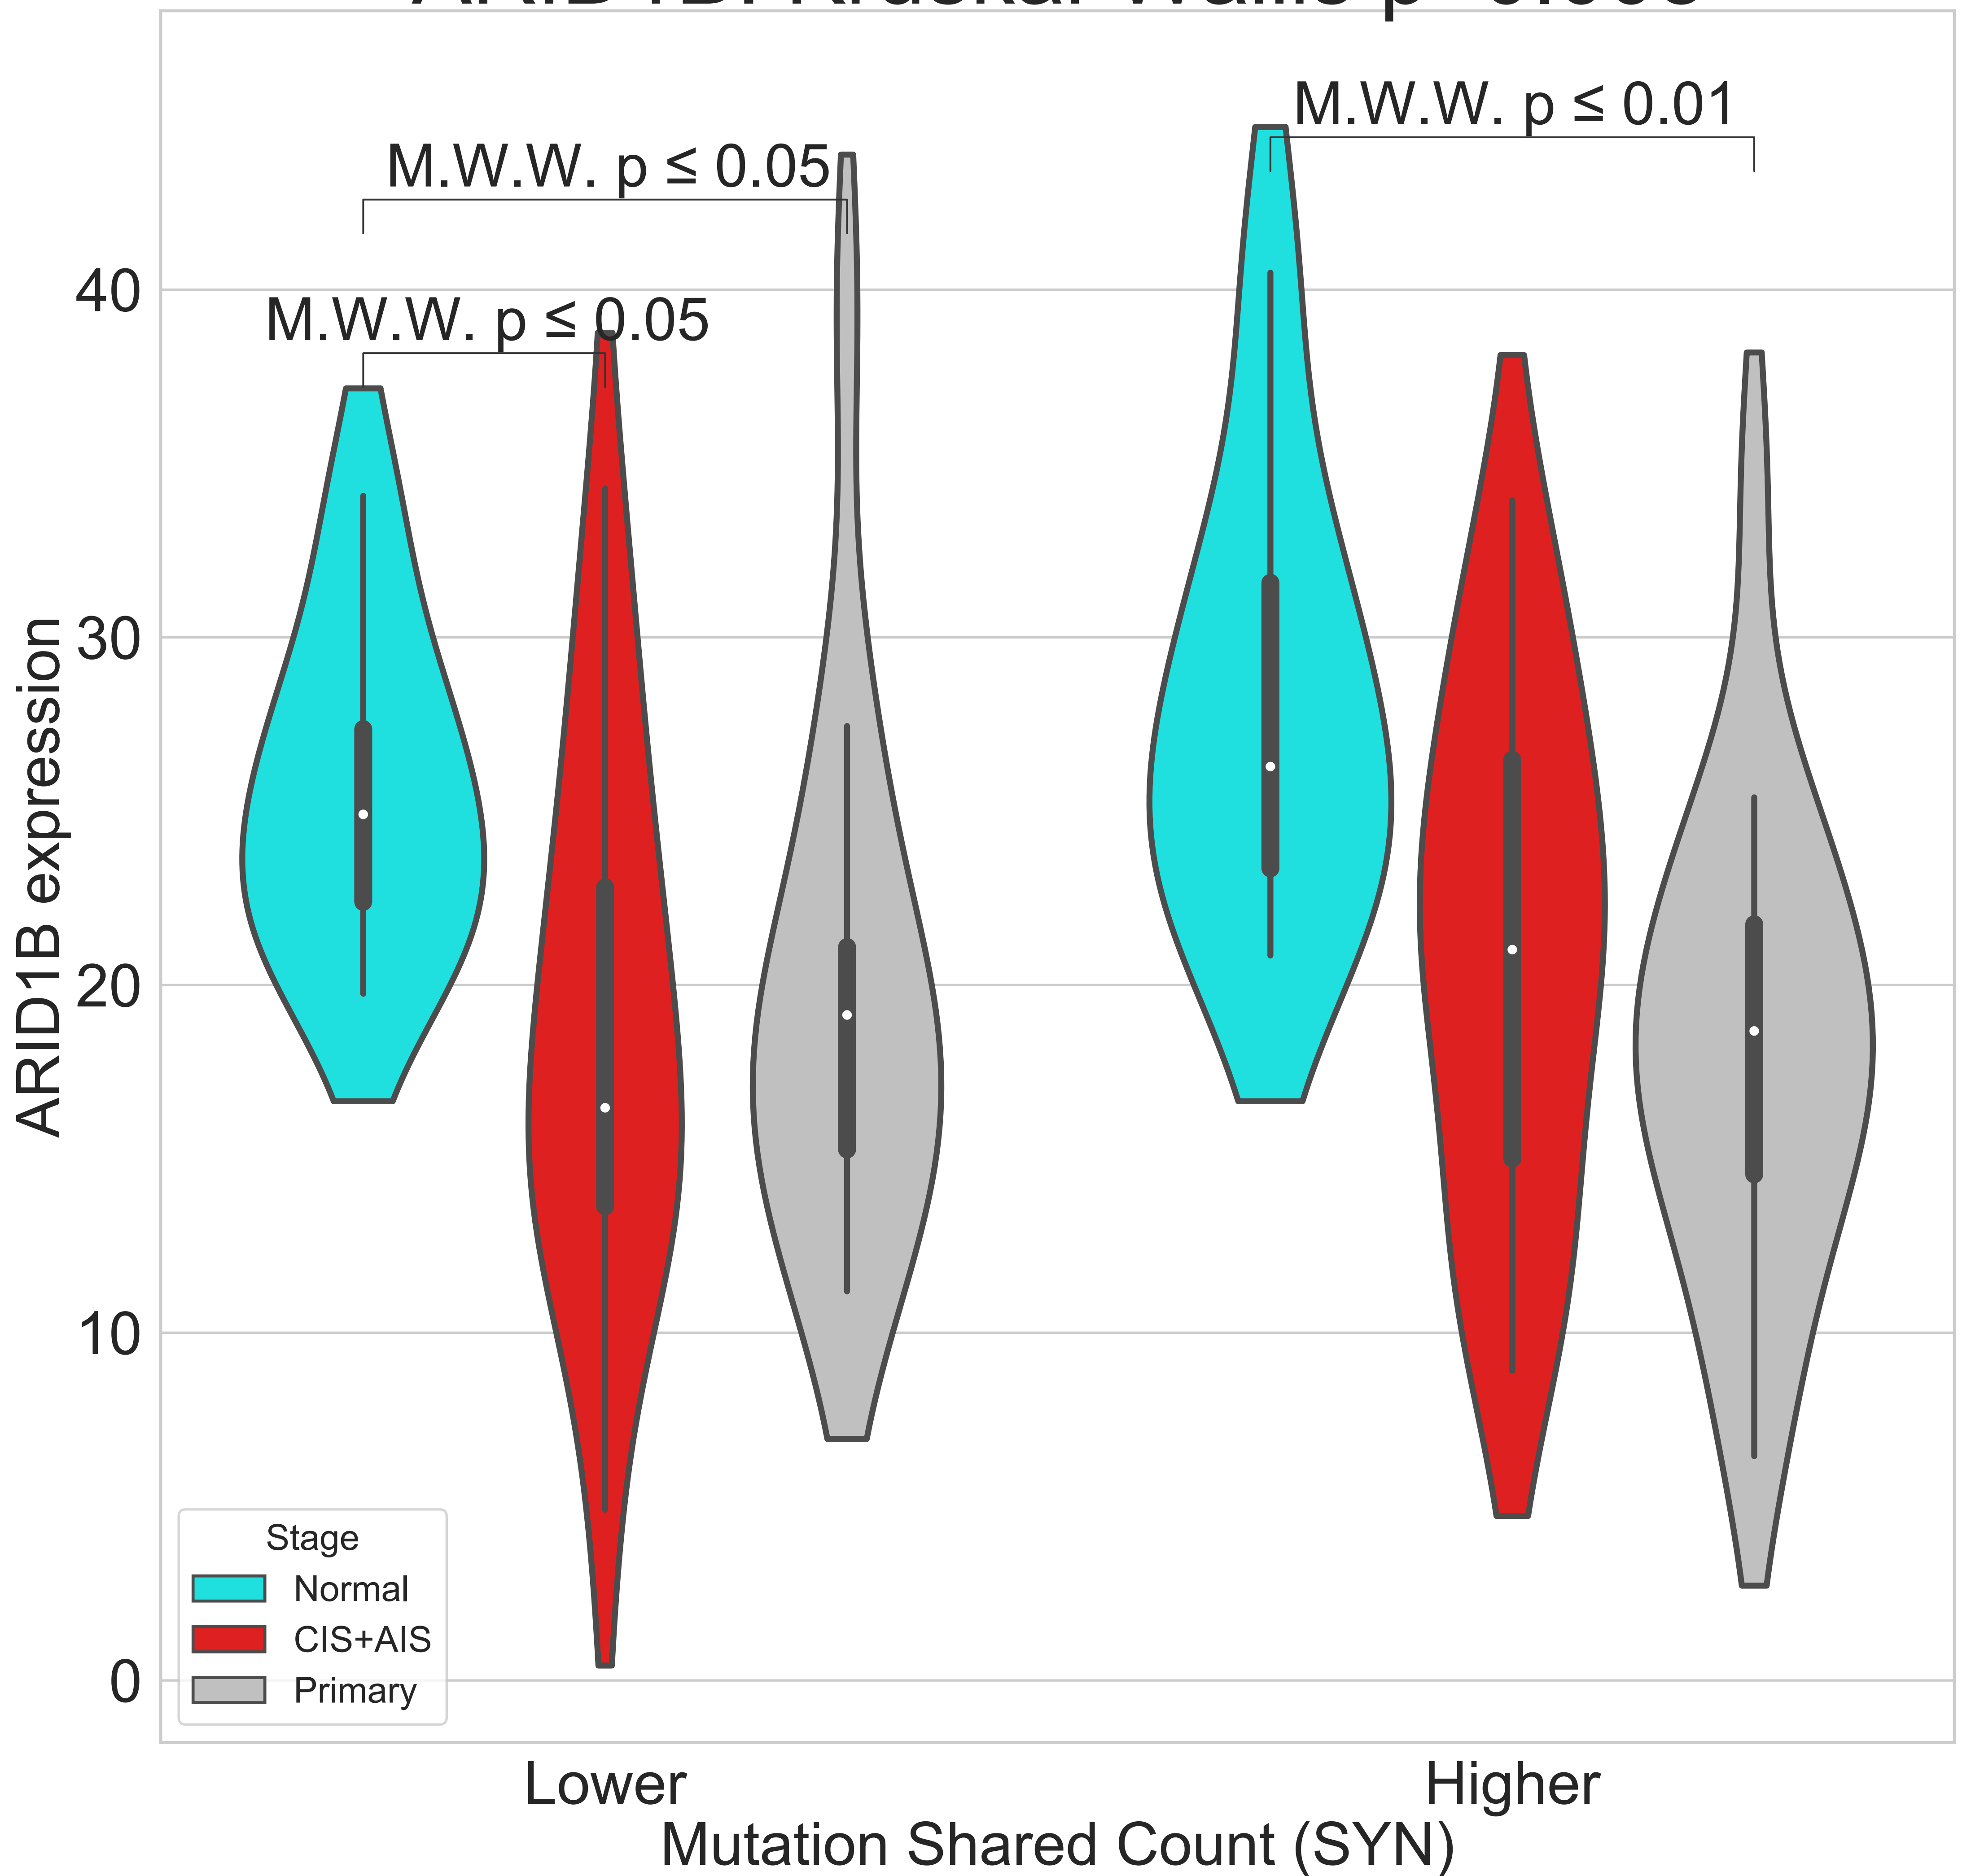 M.W.W. p ≤ 0.01
M.W.W. p ≤ 0.05
M.W.W. p ≤ 0.05
40
30
20
10
0
ARID1B expression
Stage
Normal
CIS+AIS
Primary
Lower
Higher
Mutation Shared Count (SYN)